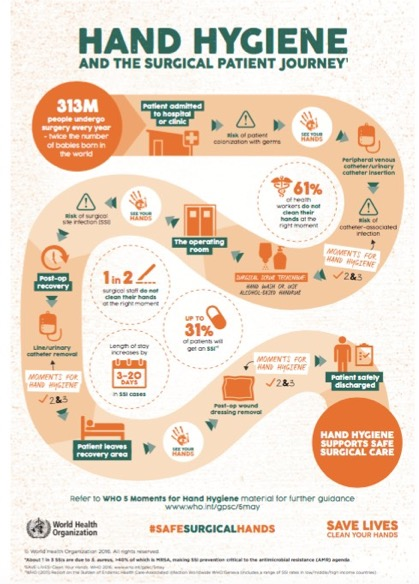 HAND HYGIENE
AND THE SURGICAL PATIENT JOURNEY¹
313M
people undergo
surgery every year
- twice the number
of babies born in
the world
Patient admitted
to hospital
or clinic
Risk of patient
colonization with germs
SEE YOUR
HANDS
Peripheral venous
catheter/urinary
catheter insertion
61%
of health
workers do not
clean their
hands at the
right moment
Risk of
catheter-associated
infection
MOMENTS FOR
HAND HYGIENE
2&3
SURGICAL SCRUB TECHNIQUE
HAND WASH OR USE
ALCOHOL-BASED HANDRUB
The operating
room
SEE YOUR
HANDS
Risk of surgical
site infection (SSI)
1 in 2
surgical staff do not
clean their hands
at the right moment
Post-op
recovery
UP TO
31%
of patients will
get an SSI**
Length of stay
increases by
3-20
DAYS
in SSI cases
Line/urinary
catheter removal
MOMENTS FOR
HAND HYGIENE
2&3
Patient leaves
recovery area
SEE YOUR
HANDS
Post-op wound
dressing removal
MOMENTS FOR
HAND HYGIENE
2&3
Patient safely
discharged
HAND HYGIENE
SUPPORTS SAFE
SURGICAL CARE
Refer to WHO 5 Moments for Hand Hygiene material for further guidance
www.who.int/gpsc/5may
World Health
Organization
#SAFESURGICALHANDS
SAVE LIVES
CLEAN YOUR HANDS
© World Health Organization 2016. All rights reserved.